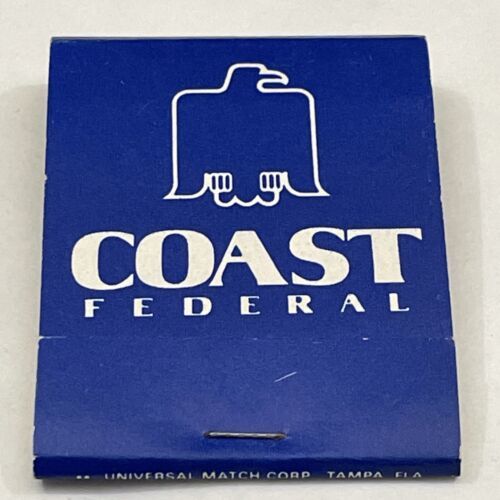 COAST
FEDERAL
UNIVERSAL MATCH CORP. TAMPA, FLA